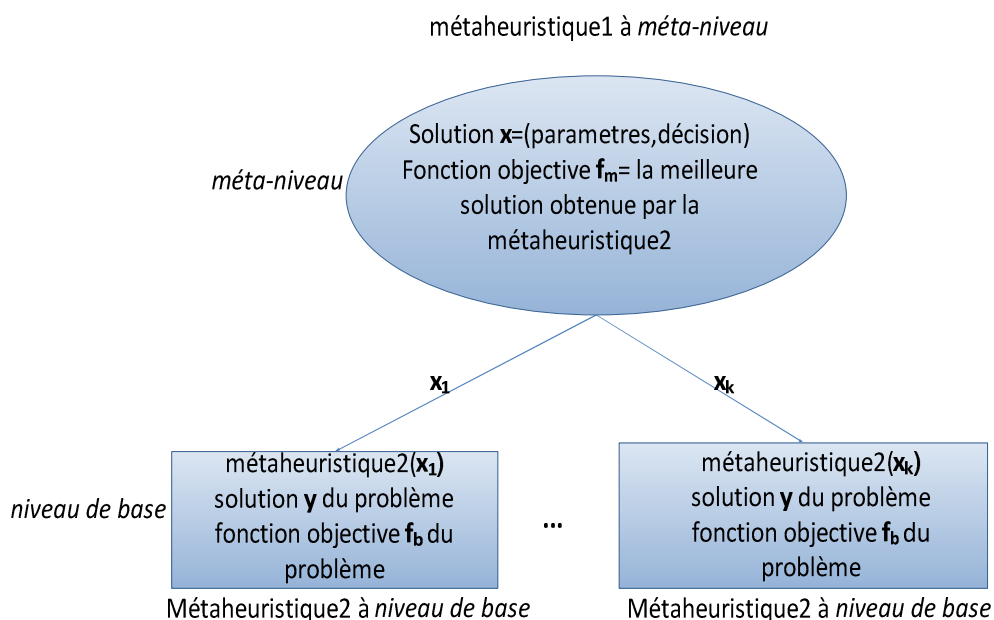 métaheuristique1 à méta-niveau
Solution x=(parametres,décision)
Fonction objective fm= la meilleure
solution obtenue par la
métaheuristique2
méta-niveau
x1
xk
métaheuristique2(x1)
solution y du problème
fonction objective fb du
problème
niveau de base
...
métaheuristique2(xk)
solution y du problème
fonction objective fb du
problème
Métaheuristique2 à niveau de base
Métaheuristique2 à niveau de base